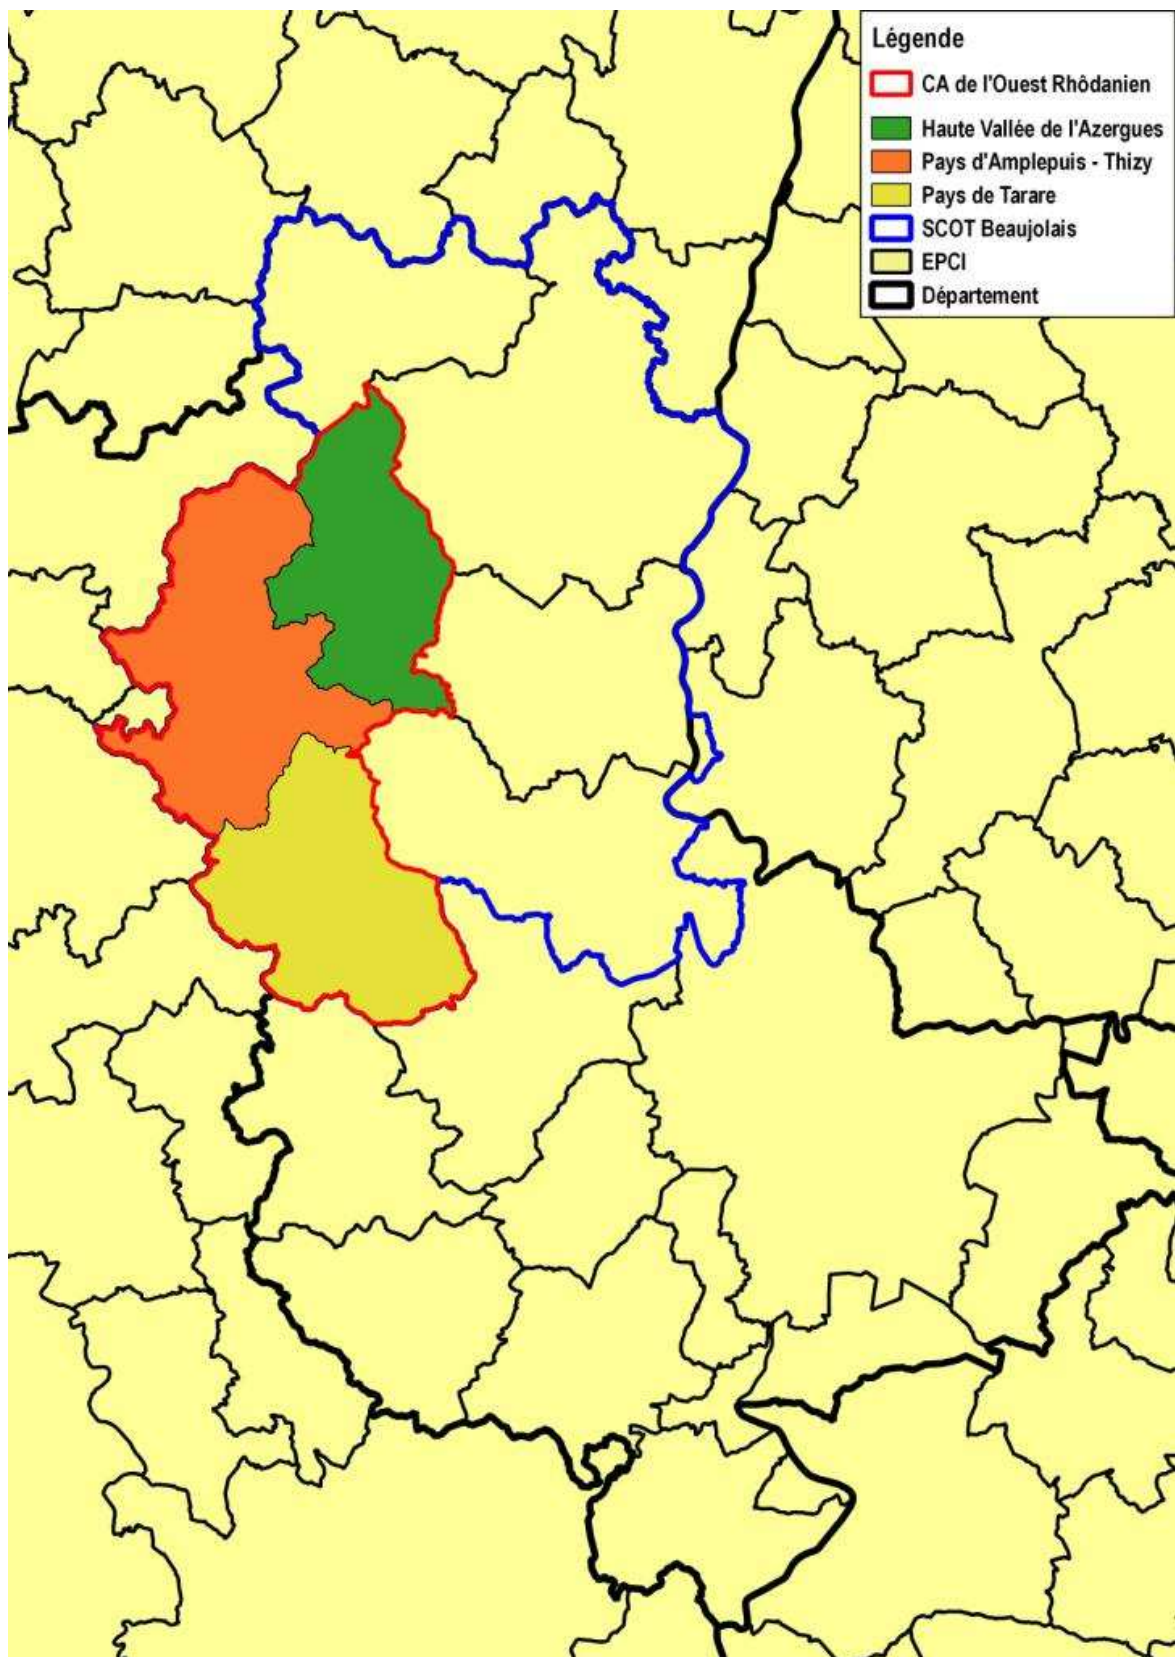 Légende
CA de l'Ouest Rhôdanien
Haute Vallée de l'Azergues
Pays d'Amplepuis - Thizy
Pays de Tarare
SCOT Beaujolais
EPCI
Département